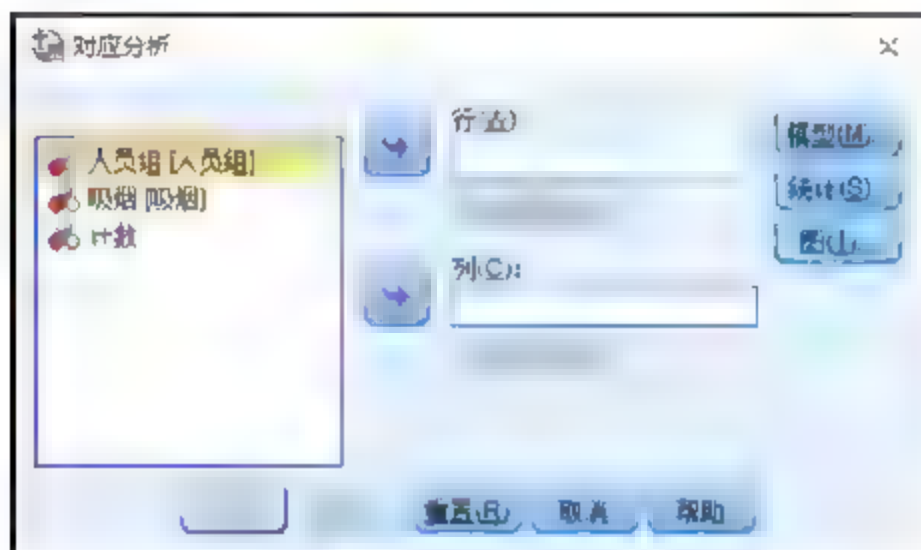 对应分析
人员组 [人员组]
吸烟 [吸烟]
计数
行(
列(C):
模型(M)
统计(S)
图(
重置(R)
取消
帮助